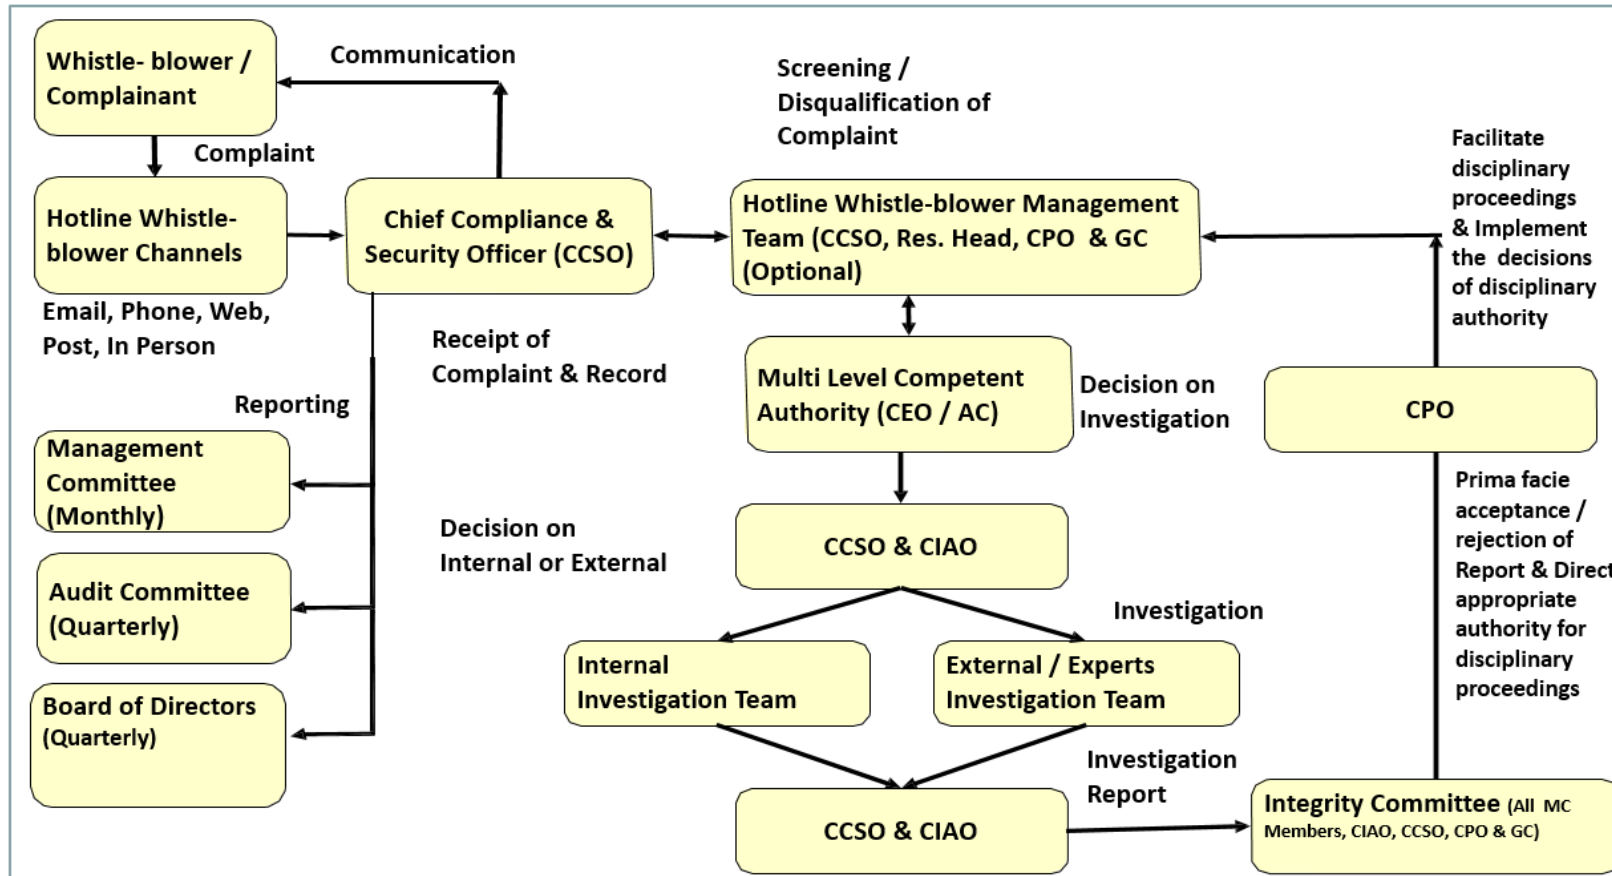 Whistle- blower /
Complainant
Communication
Complaint
Hotline Whistle-
blower Channels
Email, Phone, Web,
Post, In Person
Chief Compliance &
Security Officer (CCSO)
Receipt of
Complaint & Record
Screening /
Disqualification of
Complaint
Hotline Whistle-blower Management
Team (CCSO, Res. Head, CPO & GC
(Optional)
Multi Level Competent
Authority (CEO / AC)
Decision on
Investigation
Reporting
Management
Committee
(Monthly)
Audit Committee
(Quarterly)
Board of Directors
(Quarterly)
Decision on
Internal or External
CCSO & CIAO
Investigation
Internal
Investigation Team
External / Experts
Investigation Team
CCSO & CIAO
Investigation
Report
Integrity Committee (All MC
Members, CIAO, CCSO, CPO & GC)
Prima facie
acceptance /
rejection of
Report & Direct
appropriate
authority for
disciplinary
proceedings
CPO
Facilitate
disciplinary
proceedings
& Implement
the decisions
of disciplinary
authority